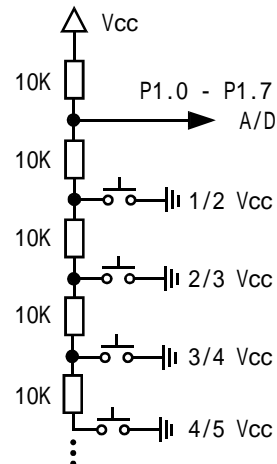 Vcc
10K
P1.0 - P1.7
A/D
10K
1/2 Vcc
10K
2/3 Vcc
10K
3/4 Vcc
10K
4/5 Vcc